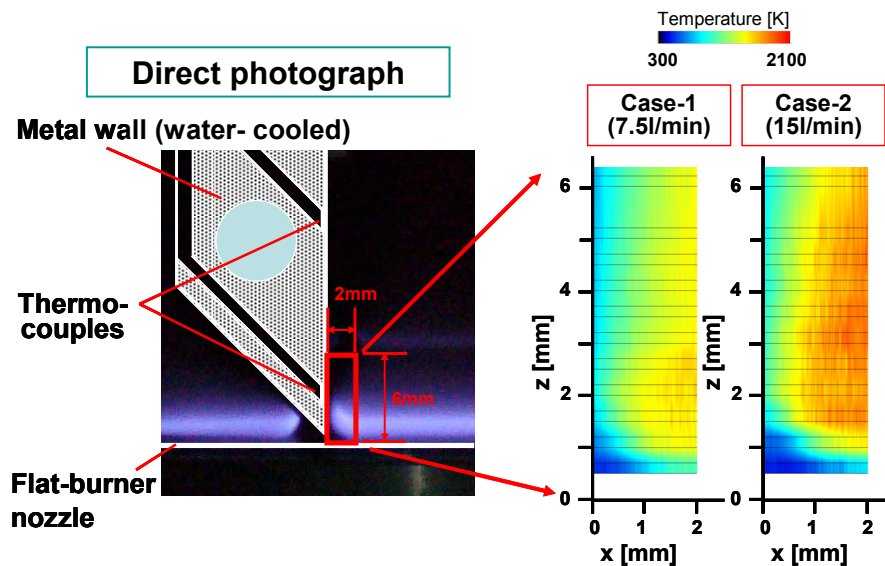 Direct photograph
Metal wall (water- cooled)
Thermo-
couples
2mm
6mm
Flat-burner
nozzle
Temperature [K]
300
2100
Case-1
(7.5l/min)
Case-2
(15l/min)
6
4
2
0
z [mm]
0
1
2
x [mm]
6
4
2
0
z [mm]
0
1
2
x [mm]